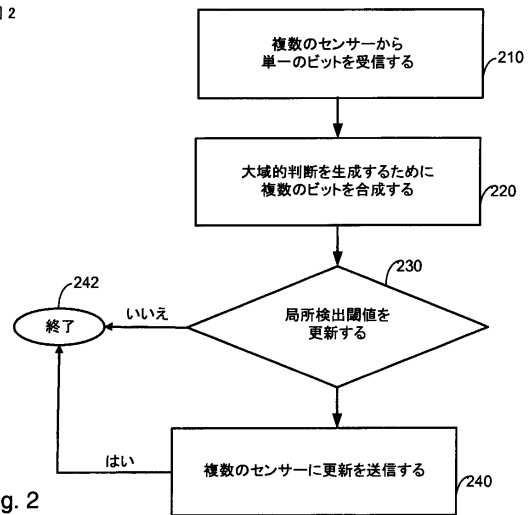 図 2
複数のセンサーから
単一のビットを受信する
210
大域的判断を生成するために
複数のビットを合成する
220
230
242
局所検出閾値を
更新する
終了
いいえ
はい
複数のセンサーに更新を送信する
240
g. 2